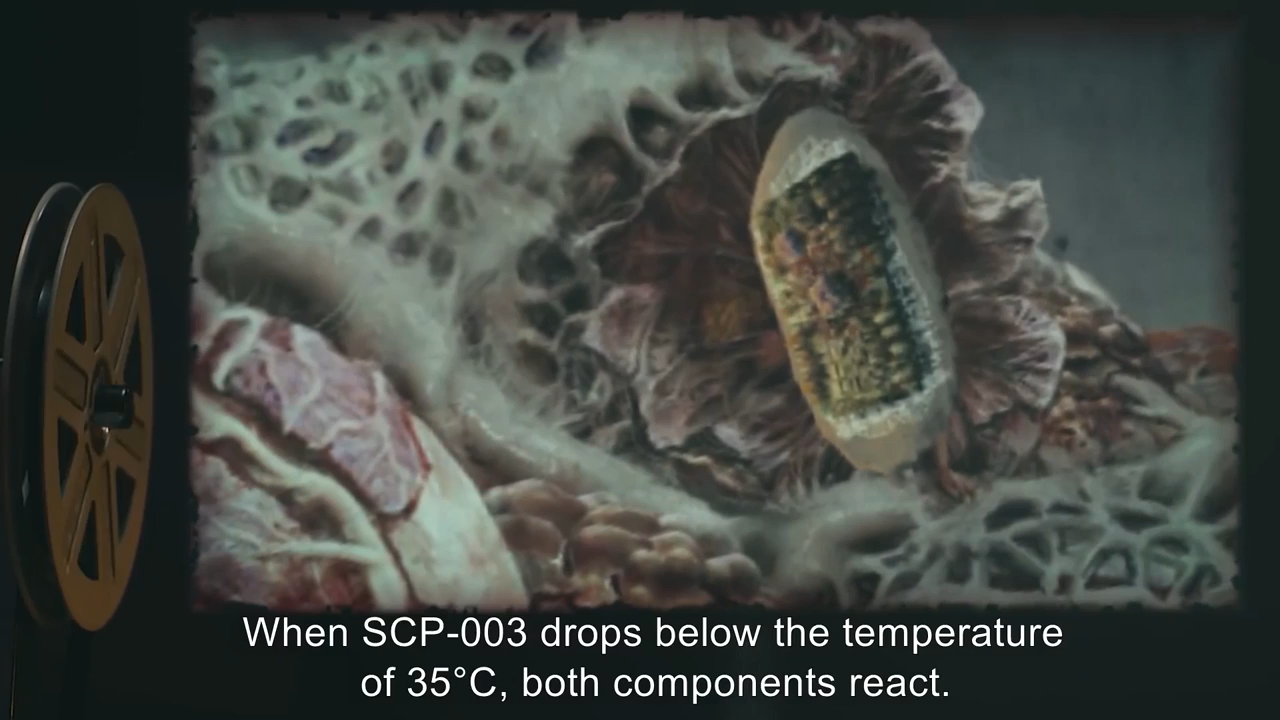 When SCP-003 drops below the temperature
of 35°C, both components react.